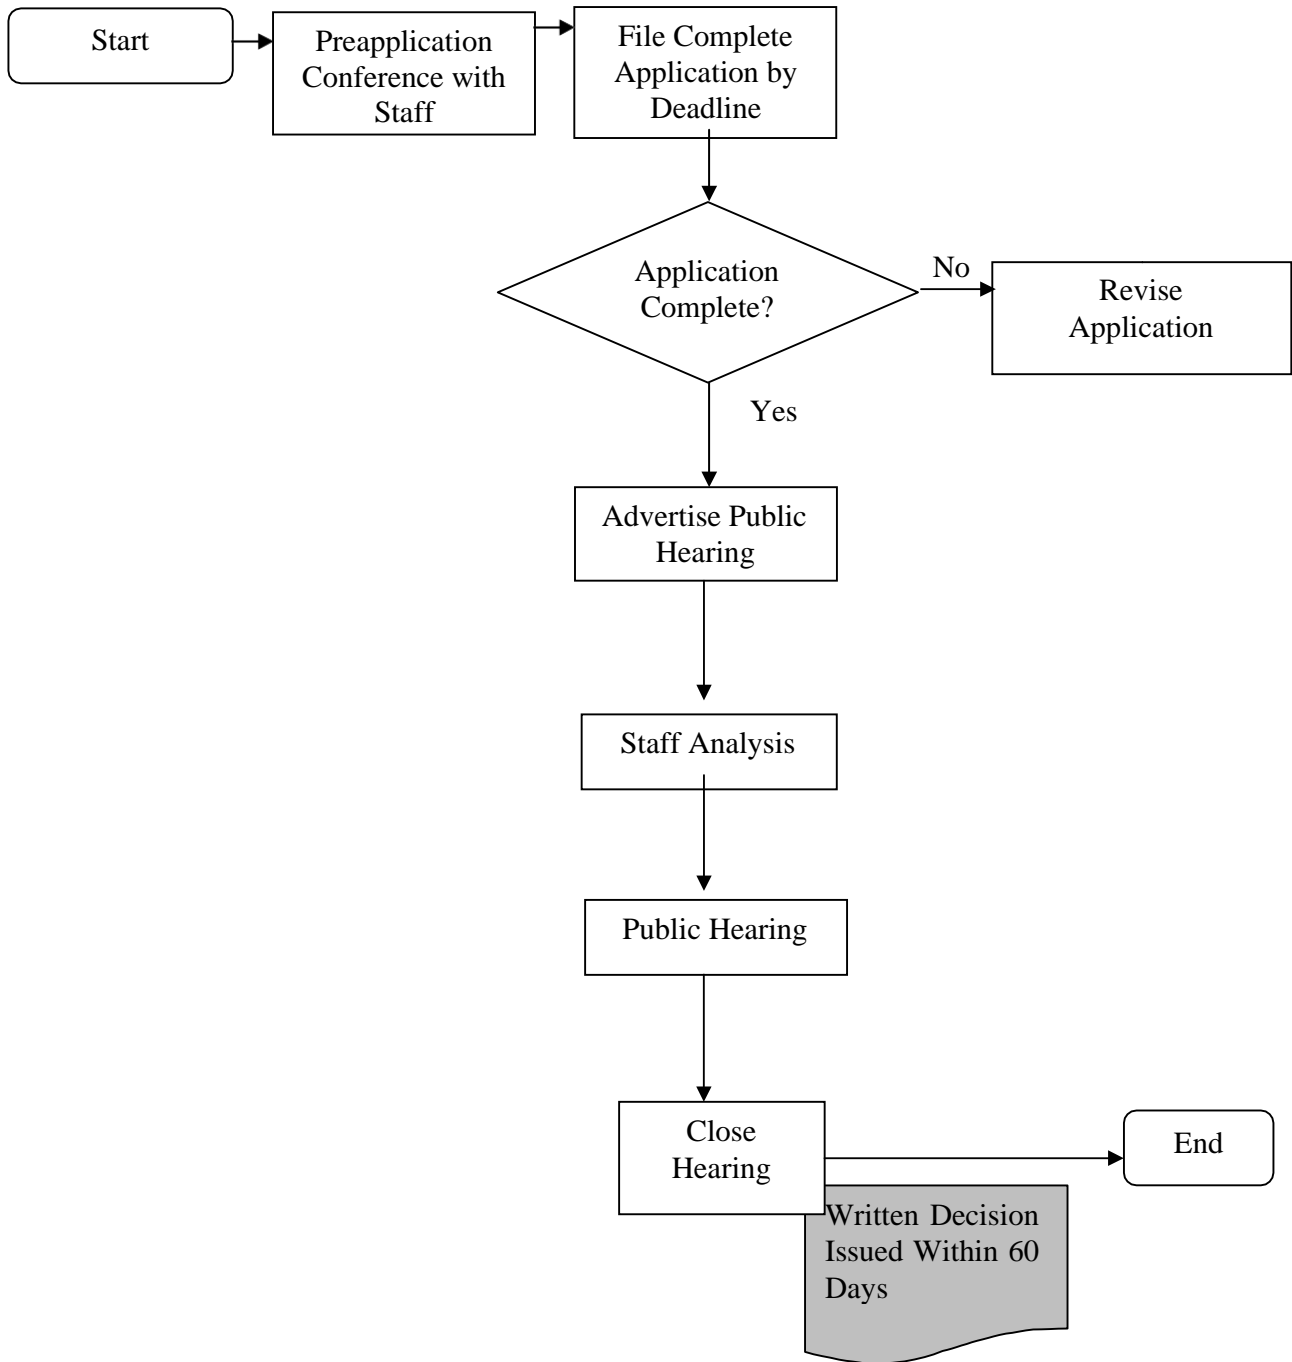 Start
Preapplication
Conference with
Staff
File Complete
Application by
Deadline
Application
Complete?
No
Revise
Application
Yes
Advertise Public
Hearing
Staff Analysis
Public Hearing
Close
Hearing
End
Written Decision
Issued Within 60
Days